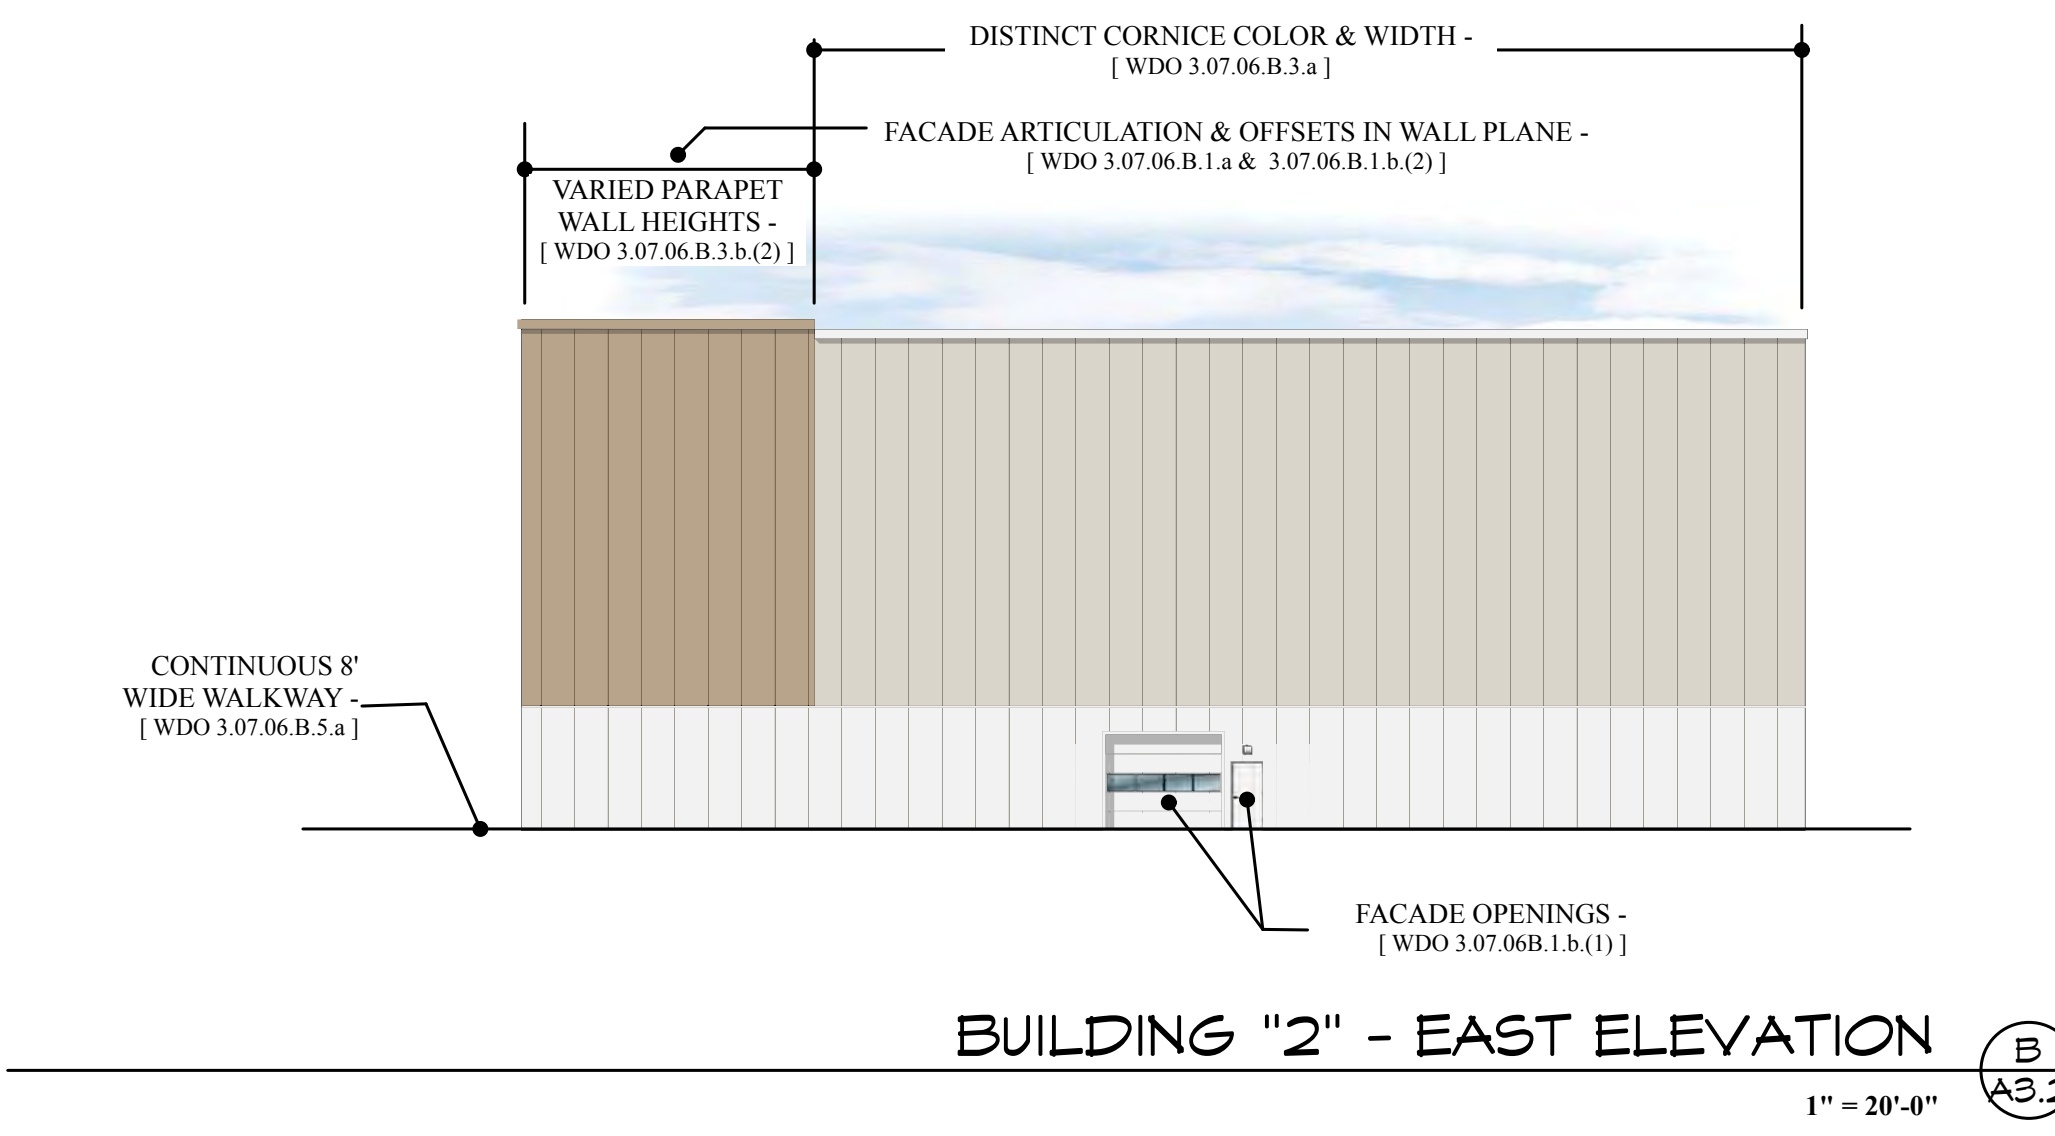 DISTINCT CORNICE COLOR & WIDTH -
[ WDO 3.07.06.B.3.a ]
FACADE ARTICULATION & OFFSETS IN WALL PLANE -
[ WDO 3.07.06.B.1.a & 3.07.06.B.1.b.(2) ]
VARIED PARAPET
WALL HEIGHTS -
[ WDO 3.07.06.B.3.b.(2) ]
CONTINUOUS 8'
WIDE WALKWAY -
[ WDO 3.07.06.B.5.a ]
FACADE OPENINGS -
[ WDO 3.07.06B.1.b.(1) ]
BUILDING "2" - EAST ELEVATION
B
1" = 20'-0"